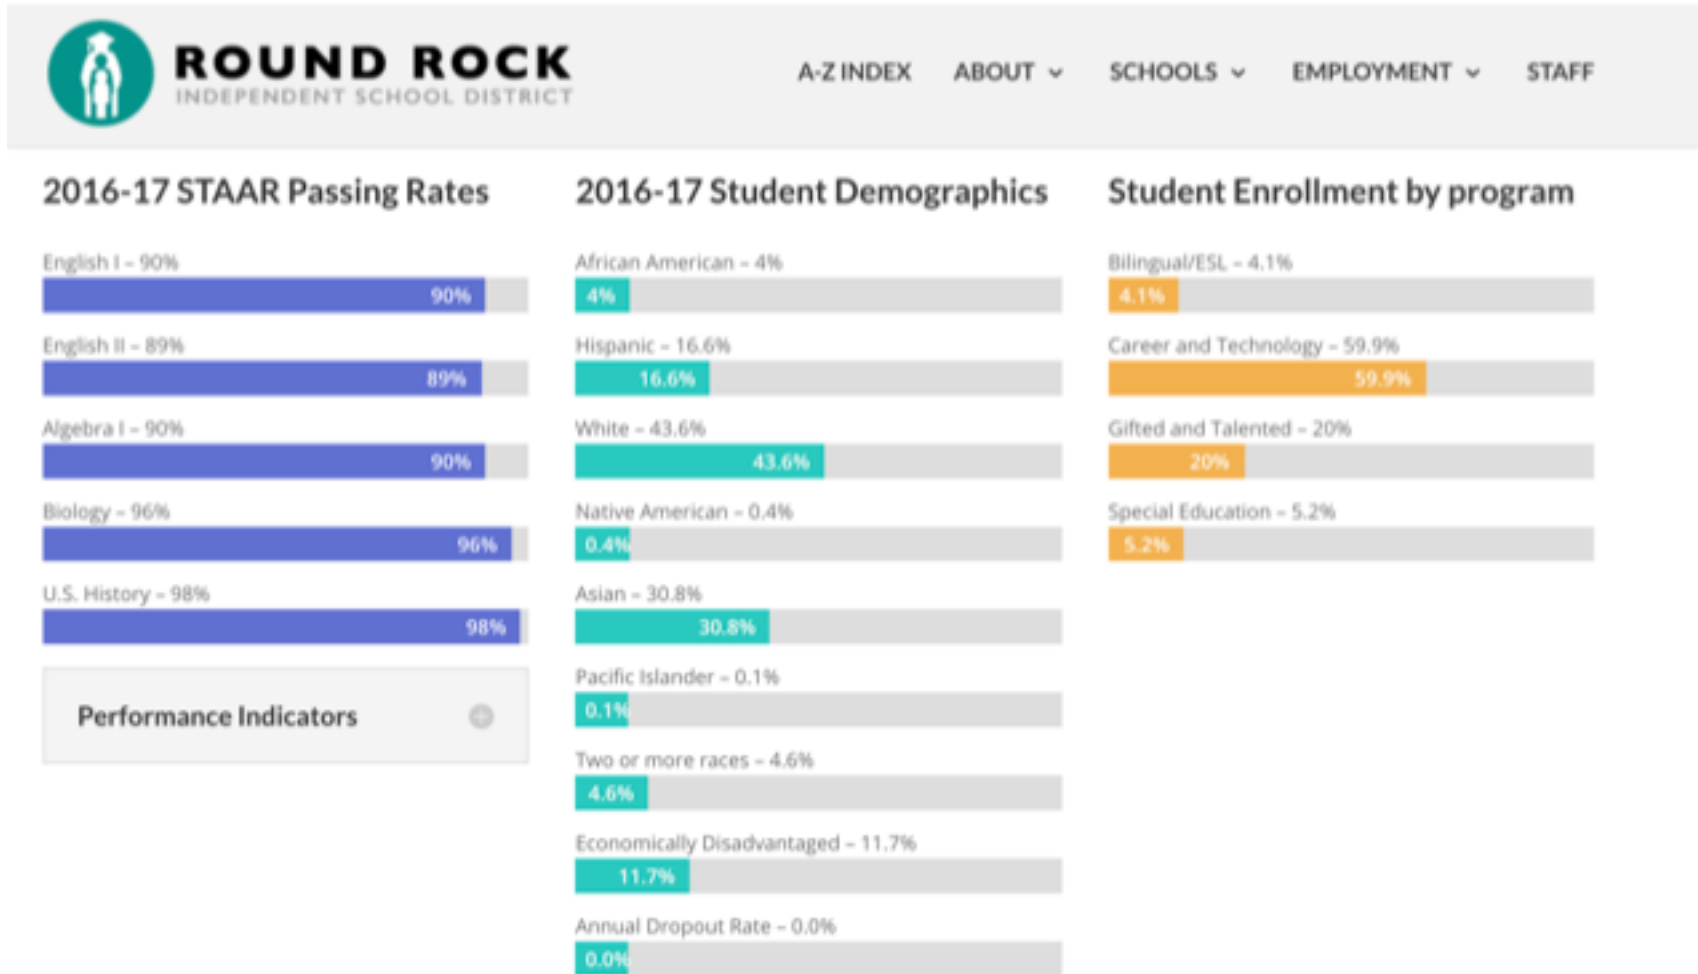 ROUND ROCK
INDEPENDENT SCHOOL DISTRICT
A-Z INDEX ABOUT SCHOOLS EMPLOYMENT STAFF
2016-17 STAAR Passing Rates
English I – 90%
90%
English II – 89%
89%
Algebra I – 90%
90%
Biology – 96%
96%
U.S. History – 98%
98%
Performance Indicators
2016-17 Student Demographics
African American – 4%
4%
Hispanic – 16.6%
16.6%
White – 43.6%
43.6%
Native American – 0.4%
0.4%
Asian – 30.8%
30.8%
Pacific Islander – 0.1%
0.1%
Two or more races – 4.6%
4.6%
Economically Disadvantaged – 11.7%
11.7%
Annual Dropout Rate – 0.0%
0.0%
Student Enrollment by program
Bilingual/ESL – 4.1%
4.1%
Career and Technology – 59.9%
59.9%
Gifted and Talented – 20%
20%
Special Education – 5.2%
5.2%